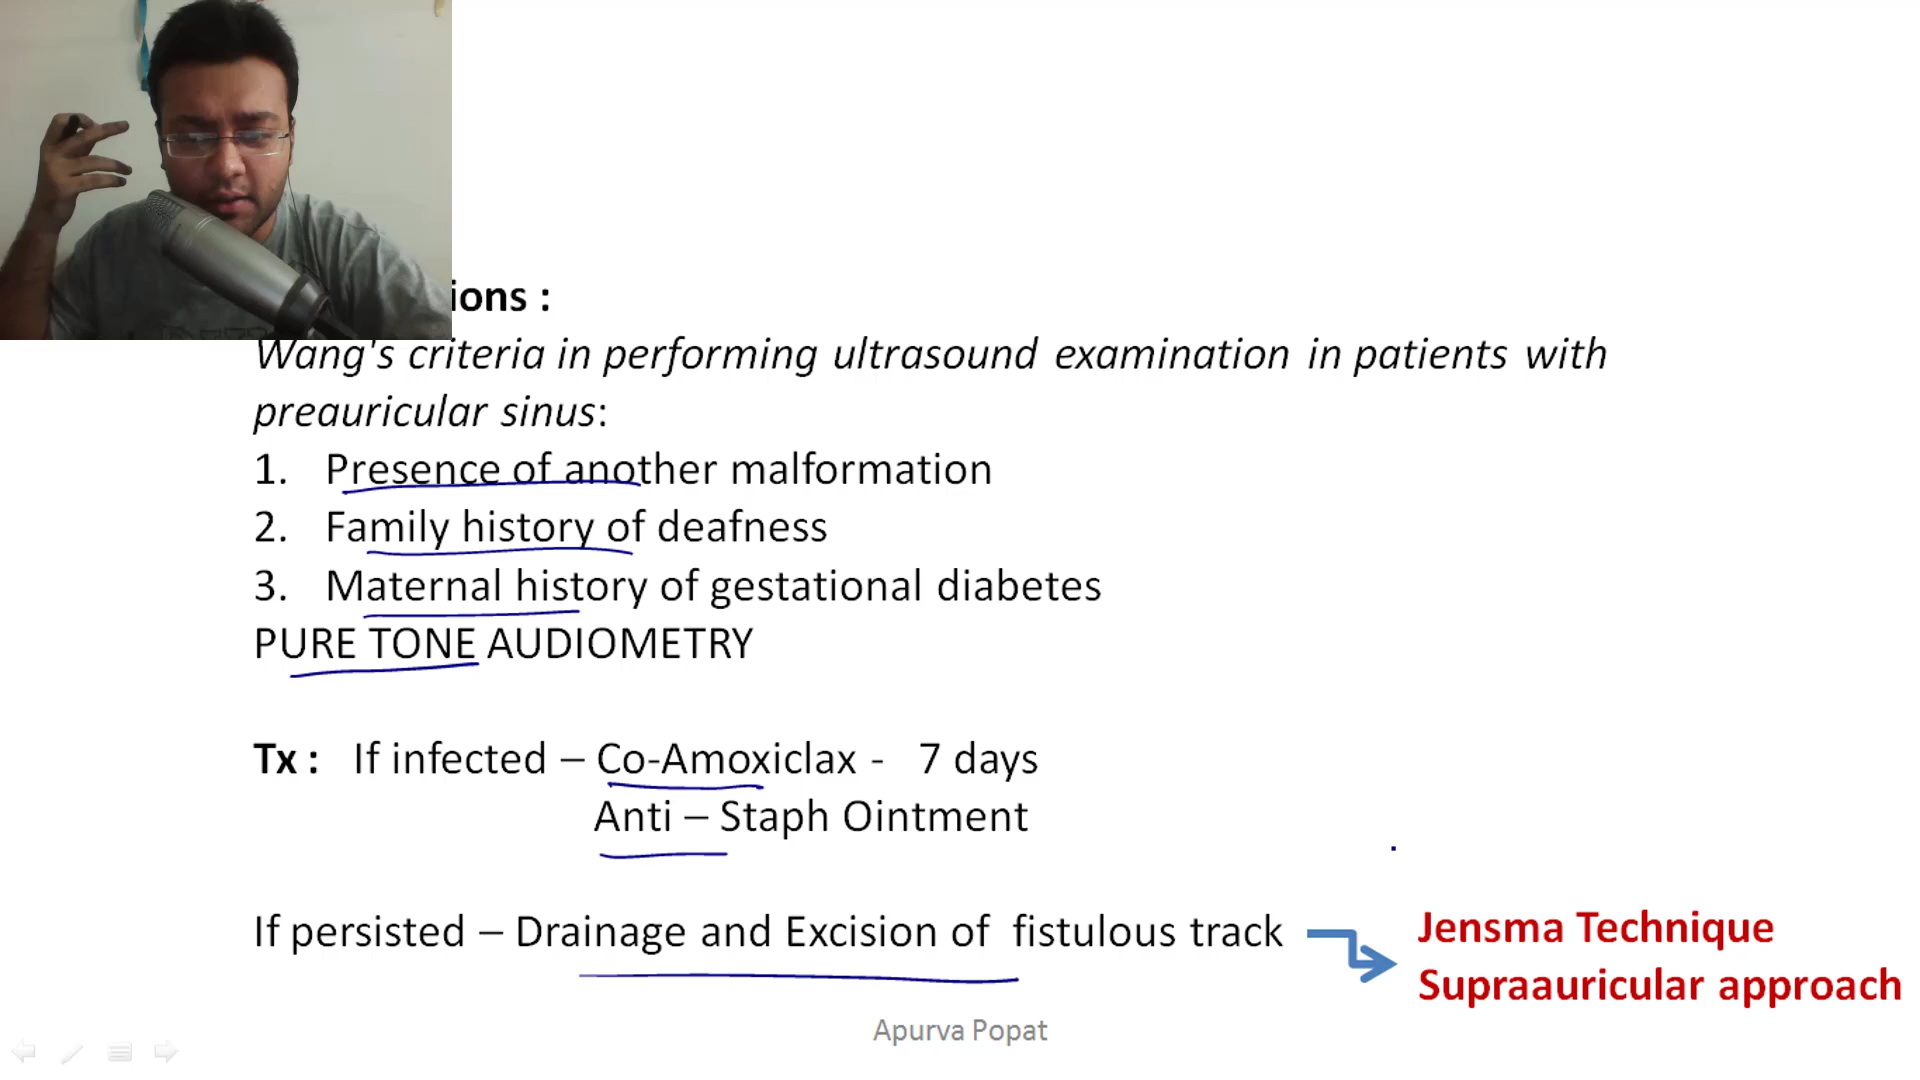 ions :
Wang's criteria in performing ultrasound examination in patients with
preauricular sinus:
1. Presence of another malformation
2. Family history of deafness
3. Maternal history of gestational diabetes
PURE TONE AUDIOMETRY
Tx : If infected – Co-Amoxiclax - 7 days
Anti – Staph Ointment
If persisted – Drainage and Excision of fistulous track
Jensma Technique
Supraauricular approach
Apurva Popat